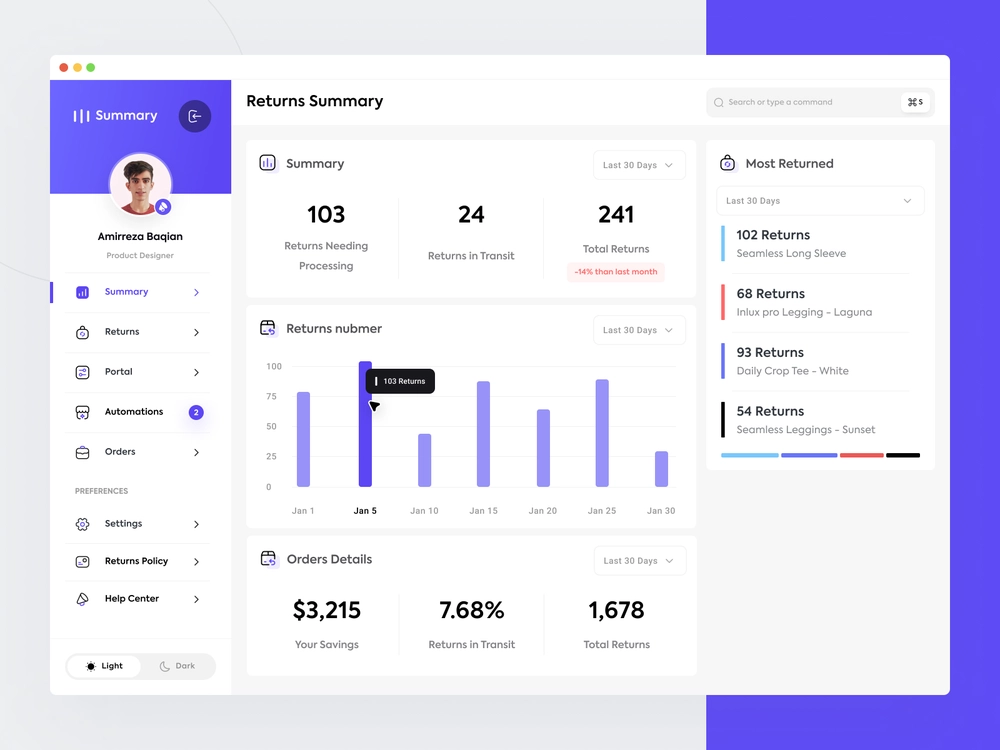 Summary
Amirreza Baqian
Product Designer
Summary
Returns
Portal
Automations
2
Orders
PREFERENCES
Settings
Returns Policy
Help Center
Light
Dark
Returns Summary
Search or type a command
⌘S
Summary
Last 30 Days
103
Returns Needing
Processing
24
Returns in Transit
241
Total Returns
-14% than last month
Returns nubmer
Last 30 Days
100
75
50
25
0
103 Returns
Jan 1
Jan 5
Jan 10
Jan 15
Jan 20
Jan 25
Jan 30
Orders Details
Last 30 Days
$3,215
Your Savings
7.68%
Returns in Transit
1,678
Total Returns
Most Returned
Last 30 Days
102 Returns
Seamless Long Sleeve
68 Returns
Inlux pro Legging - Laguna
93 Returns
Daily Crop Tee - White
54 Returns
Seamless Leggings - Sunset